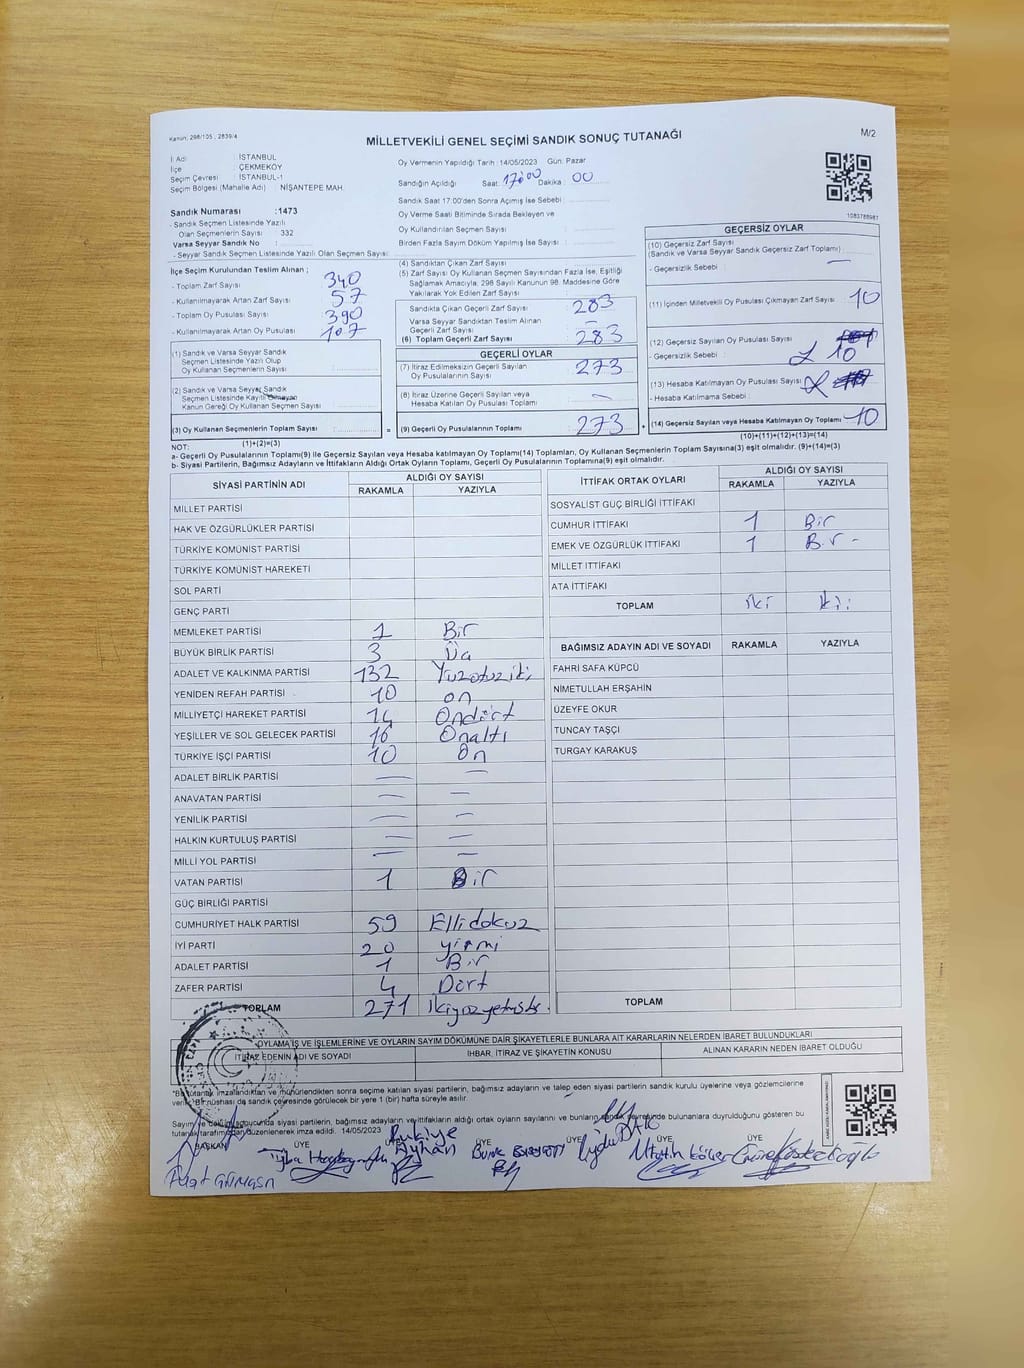 Kanun: 298/105 , 2839/4
MİLLETVEKİLİ GENEL SEÇİMİ SANDIK SONUÇ TUTANAĞI
M/2
İl Adı : İSTANBUL
İlçe : ÇEKMEKÖY
Seçim Çevresi : İSTANBUL-1
Seçim Bölgesi (Mahalle Adı) : NİŞANTEPE MAH.
Oy Vermenin Yapıldığı Tarih : 14/05/2023 Gün: Pazar
Sandığın Açıldığı Saat: 17:00 Dakika : 00
Sandık Saat 17:00'den Sonra Açımış İse Sebebi :
Oy Verme Saati Bitiminde Sırada Bekleyen ve
Oy Kullandırılan Seçmen Sayısı :
Birden Fazla Sayım Döküm Yapılmış İse Sayısı :
1083788981
Sandık Numarası :1473
- Sandık Seçmen Listesinde Yazılı
Olan Seçmenlerin Sayısı : 332
Varsa Seyyar Sandık No :
- Seyyar Sandık Seçmen Listesinde Yazılı Olan Seçmen Sayısı:
İlçe Seçim Kurulundan Teslim Alınan ;
- Toplam Zarf Sayısı : 340
- Kullanılmayarak Artan Zarf Sayısı : 57
- Toplam Oy Pusulası Sayısı : 390
- Kullanılmayarak Artan Oy Pusulası : 107
(1) Sandık ve Varsa Seyyar Sandık
Seçmen Listesinde Yazılı Olup
Oy Kullanan Seçmenlerin Sayısı :
(2) Sandık ve Varsa Seyyar Sandık
Seçmen Listesinde Kayıtlı Olmayan
Kanun Gereği Oy Kullanan Seçmen Sayısı :
(3) Oy Kullanan Seçmenlerin Toplam Sayısı :
(1)+(2)=(3)
(4) Sandıktan Çıkan Zarf Sayısı :
(5) Zarf Sayısı Oy Kullanan Seçmen Sayısından Fazla İse, Eşitliği
Sağlamak Amacıyla, 298 Sayılı Kanunun 98. Maddesine Göre
Yakılarak Yok Edilen Zarf Sayısı :
Sandıkta Çıkan Geçerli Zarf Sayısı : 283
Varsa Seyyar Sandıktan Teslim Alınan
Geçerli Zarf Sayısı : —
(6) Toplam Geçerli Zarf Sayısı : 283
GEÇERLİ OYLAR
(7) İtiraz Edilmeksizin Geçerli Sayılan
Oy Pusulalarının Sayısı : 273
(8) İtiraz Üzerine Geçerli Sayılan veya
Hesaba Katılan Oy Pusulası Toplamı :
= (9) Geçerli Oy Pusulalarının Toplamı : 273
GEÇERSİZ OYLAR
(10) Geçersiz Zarf Sayısı
(Sandık ve Varsa Seyyar Sandık Geçersiz Zarf Toplamı) : —
- Geçersizlik Sebebi :
(11) İçinden Milletvekili Oy Pusulası Çıkmayan Zarf Sayısı : 10
(12) Geçersiz Sayılan Oy Pusulası Sayısı :
- Geçersizlik Sebebi : 10
(13) Hesaba Katılmayan Oy Pusulası Sayısı :
- Hesaba Katılmama Sebebi :
+ (14) Geçersiz Sayılan veya Hesaba Katılmayan Oy Toplamı : 10
(10)+(11)+(12)+(13)=(14)
NOT:
a- Geçerli Oy Pusulalarının Toplamı(9) ile Geçersiz Sayılan veya Hesaba katılmayan Oy Toplamı(14) Toplamları, Oy Kullanan Seçmenlerin Toplam Sayısına(3) eşit olmalıdır. (9)+(14)=(3)
b- Siyasi Partilerin, Bağımsız Adayların ve İttifakların Aldığı Ortak Oyların Toplamı, Geçerli Oy Pusulalarının Toplamına(9) eşit olmalıdır.
SİYASİ PARTİNİN ADI ALDIĞI OY SAYISI
RAKAMLA YAZIYLA
MİLLET PARTİSİ
HAK VE ÖZGÜRLÜKLER PARTİSİ
TÜRKİYE KOMÜNİST PARTİSİ
TÜRKİYE KOMÜNİST HAREKETİ
SOL PARTİ
GENÇ PARTİ
MEMLEKET PARTİSİ 1 Bir
BÜYÜK BİRLİK PARTİSİ 3 Üç
ADALET VE KALKINMA PARTİSİ 132 Yüzotuziki
YENİDEN REFAH PARTİSİ 10 on
MİLLİYETÇİ HAREKET PARTİSİ 14 Ondört
YEŞİLLER VE SOL GELECEK PARTİSİ 16 Onaltı
TÜRKİYE İŞÇİ PARTİSİ 10 On
ADALET BİRLİK PARTİSİ — —
ANAVATAN PARTİSİ — —
YENİLİK PARTİSİ — —
HALKIN KURTULUŞ PARTİSİ — —
MİLLİ YOL PARTİSİ — —
VATAN PARTİSİ 1 Bir
GÜÇ BİRLİĞİ PARTİSİ
CUMHURİYET HALK PARTİSİ 59 Ellidokuz
İYİ PARTİ 20 yirmi
ADALET PARTİSİ 1 Bir
ZAFER PARTİSİ 4 Dört
TOPLAM 271
İTTİFAK ORTAK OYLARI ALDIĞI OY SAYISI
RAKAMLA YAZIYLA
SOSYALİST GÜÇ BİRLİĞİ İTTİFAKI
CUMHUR İTTİFAKI 1 Bir
EMEK VE ÖZGÜRLÜK İTTİFAKI 1 Bir -
MİLLET İTTİFAKI
ATA İTTİFAKI
TOPLAM iki iki
BAĞIMSIZ ADAYIN ADI VE SOYADI RAKAMLA YAZIYLA
FAHRİ SAFA KÜPCÜ
NİMETULLAH ERŞAHİN
ÜZEYFE OKUR
TUNCAY TAŞÇI
TURGAY KARAKUŞ
TOPLAM
OYLAMA İŞ VE İŞLEMLERİNE VE OYLARIN SAYIM DÖKÜMÜNE DAİR ŞİKAYETLERLE BUNLARA AİT KARARLARIN NELERDEN İBARET BULUNDUKLARI
İTİRAZ EDENİN ADI VE SOYADI İHBAR, İTİRAZ VE ŞİKAYETİN KONUSU ALINAN KARARIN NEDEN İBARET OLDUĞU
"Bu tutanak imzalandıktan ve mühürlendikten sonra seçime katılan siyasi partilerin, bağımsız adayların ve talep eden siyasi partilerin sandık kurulu üyelerine veya gözlemcilerine
verilir. Bir nüshası da sandık çevresinde görülecek bir yere 1 (bir) hafta süreyle asılır.
Sayım ve döküm sonucunda siyasi partilerin, bağımsız adayların ve ittifakların aldığı ortak oyların sayılarını ve bunların sandık çevresinde bulunanlara duyrulduğunu gösteren bu
tutanak tarafımızdan düzenlenerek imza edildi. 14/05/2023
BAŞKAN ÜYE ÜYE ÜYE ÜYE ÜYE
Rukiye Ayhan